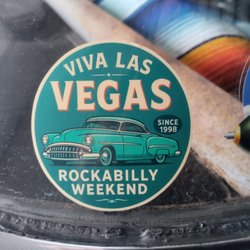 VIVA LAS
VEGAS
SINCE
1998
ROCKABILLY
WEEKEND